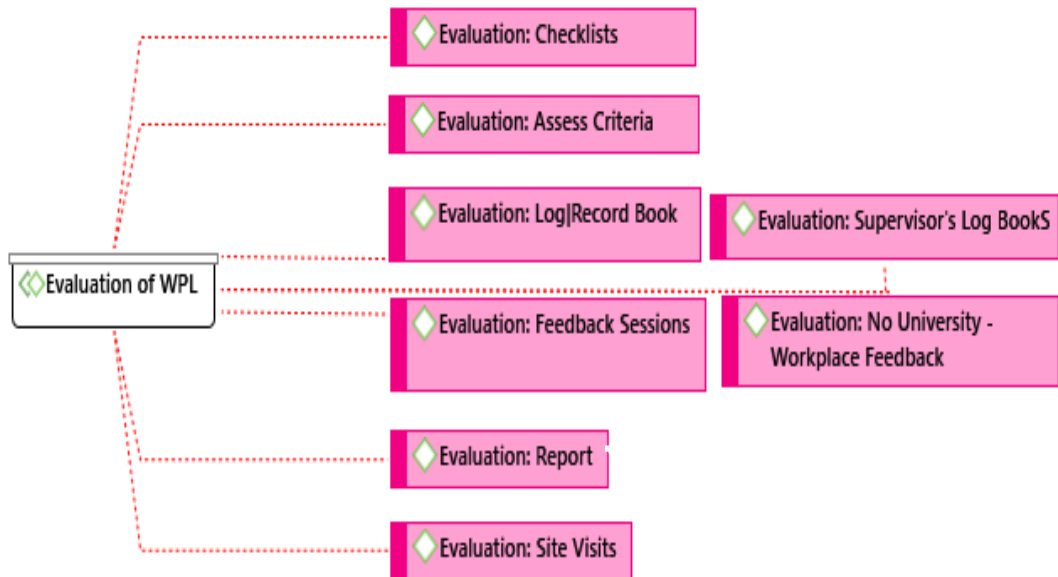 Evaluation: Checklists
Evaluation: Assess Criteria
Evaluation: Log|Record Book
Evaluation: Supervisor's Log BookS
Evaluation of WPL
Evaluation: Feedback Sessions
Evaluation: No University -
Workplace Feedback
Evaluation: Report
Evaluation: Site Visits